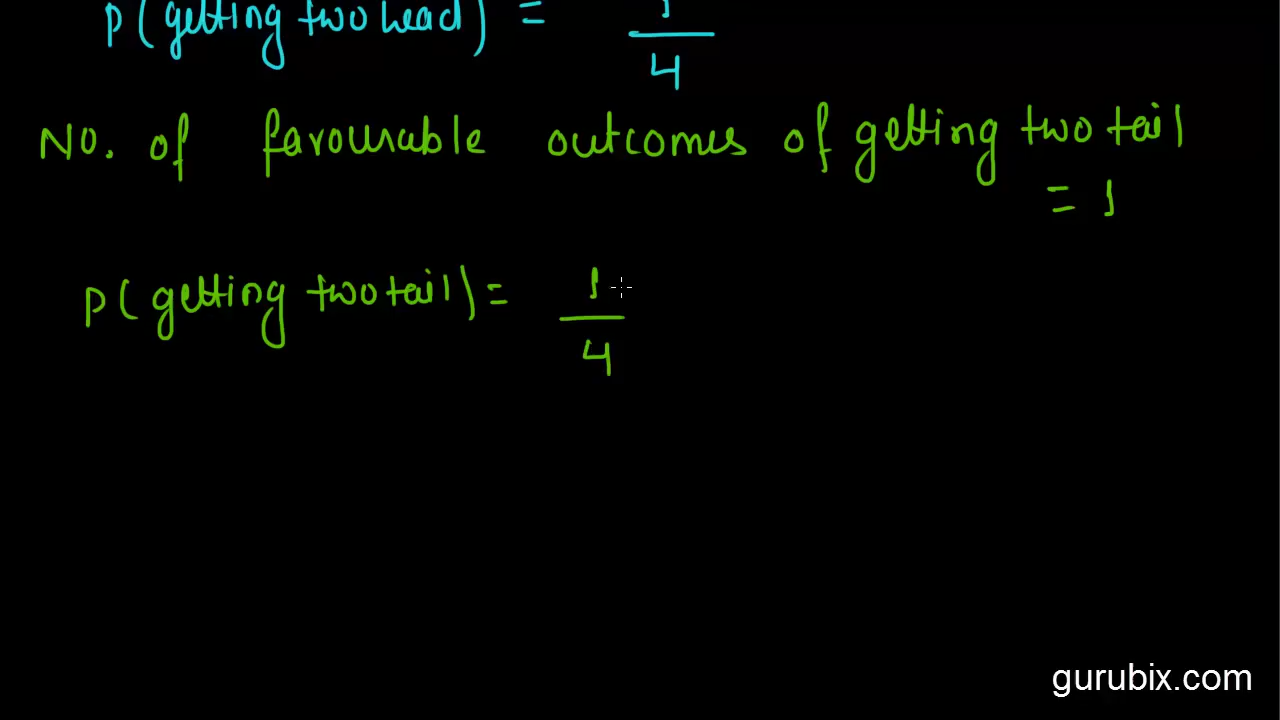 P(getting two head) = 1/4
No. of favourable outcomes of getting two tail
= 1
P(getting two tail) = 1/4
gurubix.com